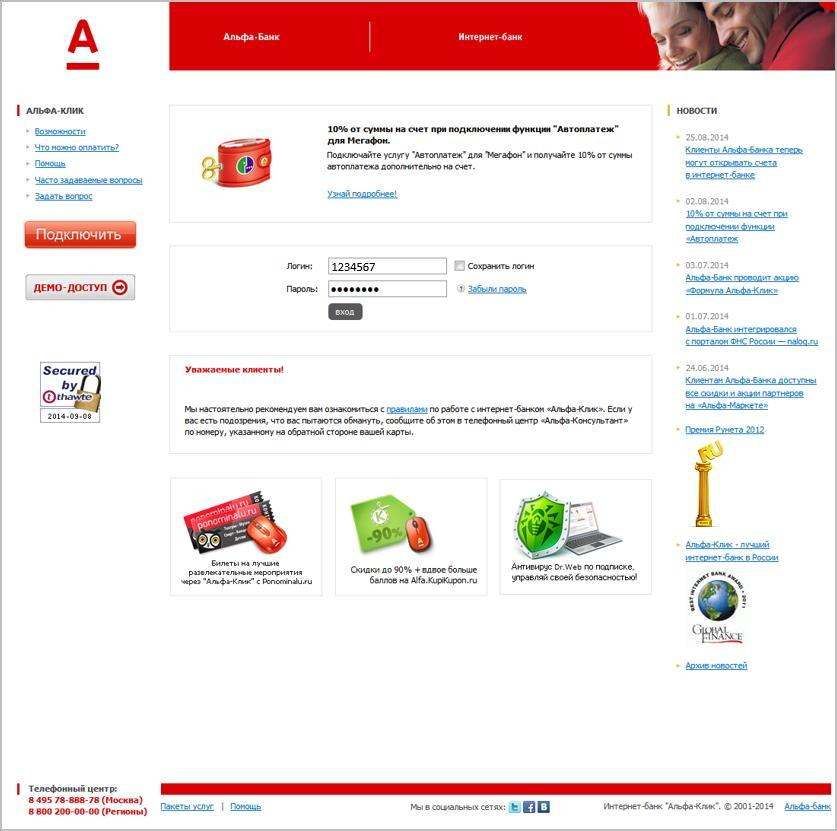 А
Альфа-Банк
Интернет-банк
АЛЬФА-КЛИК
Возможности
Что можно оплатить?
Помощь
Часто задаваемые вопросы
Задать вопрос
Подключить
ДЕМО-ДОСТУП
Secured
by
thawte
2014-09-08
10% от суммы на счет при подключении функции "Автоплатеж"
для Мегафон.
Подключайте услугу "Автоплатеж" для "Мегафон" и получайте 10% от суммы
автоплатежа дополнительно на счет.
Узнай подробнее!
Логин:
1234567
Сохранить логин
Пароль:
••••••••
Забыли пароль
вход
Уважаемые клиенты!
Мы настоятельно рекомендуем вам ознакомиться с правилами по работе с интернет-банком «Альфа-Клик». Если у
вас есть подозрения, что вас пытаются обмануть, сообщите об этом в телефонный центр «Альфа-Консультант»
по номеру, указанному на обратной стороне вашей карты.
ponominalu.ru
ponominalu.ru
Билеты на лучшие
развлекательные мероприятия
через "Альфа-Клик" с Ponominalu.ru
K
-90%
Скидки до 90% + вдвое больше
баллов на Alfa.KupiKupon.ru
Антивирус Dr.Web по подписке,
управляй своей безопасностью!
НОВОСТИ
25.08.2014
Клиенты Альфа-Банка теперь
могут открывать счета
в интернет-банке
02.08.2014
10% от суммы на счет при
подключении функции
«Автоплатеж
03.07.2014
Альфа-Банк проводит акцию
«Формула Альфа-Клик»
01.07.2014
Альфа-Банк интегрировался
с порталом ФНС России — nalog.ru
24.06.2014
Клиентам Альфа-Банка доступны
все скидки и акции партнеров
на «Альфа-Маркете»
Премия Рунета 2012
RU
Альфа-Клик - лучший
интернет-банк в России
BEST INTERNET BANK AWARD • 2011
GLOBAL
FINANCE
Архив новостей
Телефонный центр:
8 495 78-888-78 (Москва)
8 800 200-00-00 (Регионы)
Пакеты услуг | Помощь
Мы в социальных сетях:
Интернет-банк "Альфа-Клик". © 2001-2014
Альфа-банк